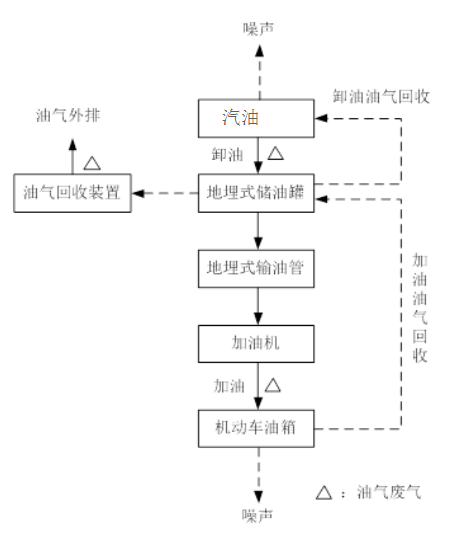 噪声
卸油油气回收
汽油
油气外排
卸油
油气回收装置
地埋式储油罐
地埋式输油管
加油油气回收
加油机
加油
机动车油箱
：油气废气
噪声